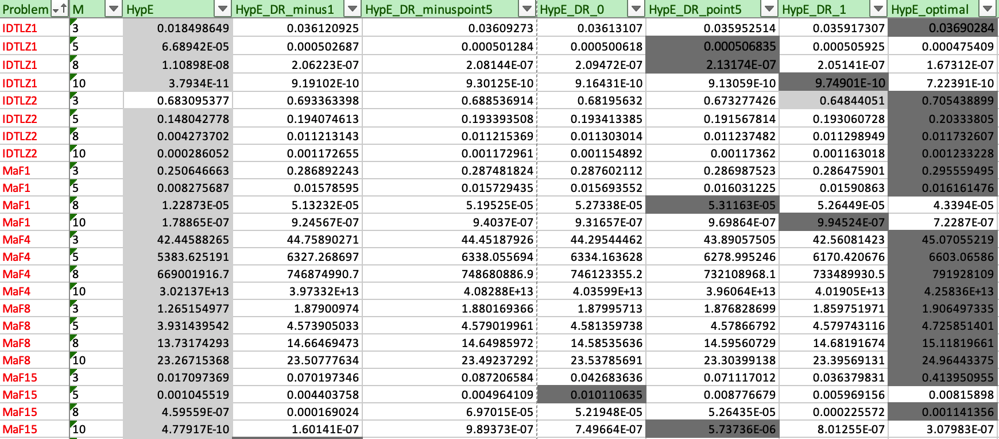 Problem M HypE HypE_DR_minus1 HypE_DR_minuspoint5 HypE_DR_0 HypE_DR_point5 HypE_DR_1 HypE_optimal
IDTLZ1 3 0.018498649 0.036120925 0.03609273 0.03613107 0.035952514 0.035917307 0.03690284
IDTLZ1 5 6.68942E-05 0.000502687 0.000501284 0.000500618 0.000506835 0.000505925 0.000475409
IDTLZ1 8 1.10898E-08 2.06223E-07 2.08144E-07 2.09472E-07 2.13174E-07 2.05141E-07 1.67312E-07
IDTLZ1 10 3.7934E-11 9.19102E-10 9.30125E-10 9.16431E-10 9.13059E-10 9.74901E-10 7.22391E-10
IDTLZ2 3 0.683095377 0.693363398 0.688536914 0.68195632 0.673277426 0.64844051 0.705438899
IDTLZ2 5 0.148042778 0.194074613 0.193393508 0.193413385 0.191567814 0.193060728 0.20333805
IDTLZ2 8 0.004273702 0.011213143 0.011215369 0.011303014 0.011237482 0.011298949 0.011732607
IDTLZ2 10 0.000286052 0.001172655 0.001172961 0.001154892 0.00117362 0.001163018 0.001233228
MaF1 3 0.250646663 0.286892243 0.287481824 0.287602112 0.286987523 0.286475901 0.295559495
MaF1 5 0.008275687 0.01578595 0.015729435 0.015693552 0.016031225 0.01590863 0.016161476
MaF1 8 1.22873E-05 5.13232E-05 5.19525E-05 5.27338E-05 5.31163E-05 5.26449E-05 4.3394E-05
MaF1 10 1.78865E-07 9.24567E-07 9.4037E-07 9.31657E-07 9.69864E-07 9.94524E-07 7.2287E-07
MaF4 3 42.44588265 44.75890271 44.45187926 44.29544462 43.89057505 42.56081423 45.07055219
MaF4 5 5383.625191 6327.268697 6338.055694 6334.163628 6278.995246 6170.420676 6603.06586
MaF4 8 669001916.7 746874990.7 748680886.9 746123355.2 732108968.1 733489930.5 791928109
MaF4 10 3.02137E+13 3.97332E+13 4.08288E+13 4.03599E+13 3.96064E+13 4.01905E+13 4.25836E+13
MaF8 3 1.265154977 1.87900974 1.880169366 1.87995713 1.876828699 1.859751971 1.906497335
MaF8 5 3.931439542 4.573905033 4.579019961 4.581359738 4.57866792 4.579743116 4.725851401
MaF8 8 13.73174293 14.66469473 14.64985972 14.58535636 14.59560729 14.68191674 15.11819661
MaF8 10 23.26715368 23.50777634 23.49237292 23.53785691 23.30399138 23.39569131 24.96443375
MaF15 3 0.017097369 0.070197346 0.087206584 0.042683636 0.071117012 0.036379831 0.413950955
MaF15 5 0.001045519 0.004403758 0.004964109 0.010110635 0.008776679 0.005969156 0.00815898
MaF15 8 4.59559E-07 0.000169024 6.97015E-05 5.21948E-05 5.26435E-05 0.000225572 0.001141356
MaF15 10 4.77917E-10 1.60141E-07 9.89373E-07 7.49664E-07 5.73736E-06 8.01255E-07 3.07983E-07